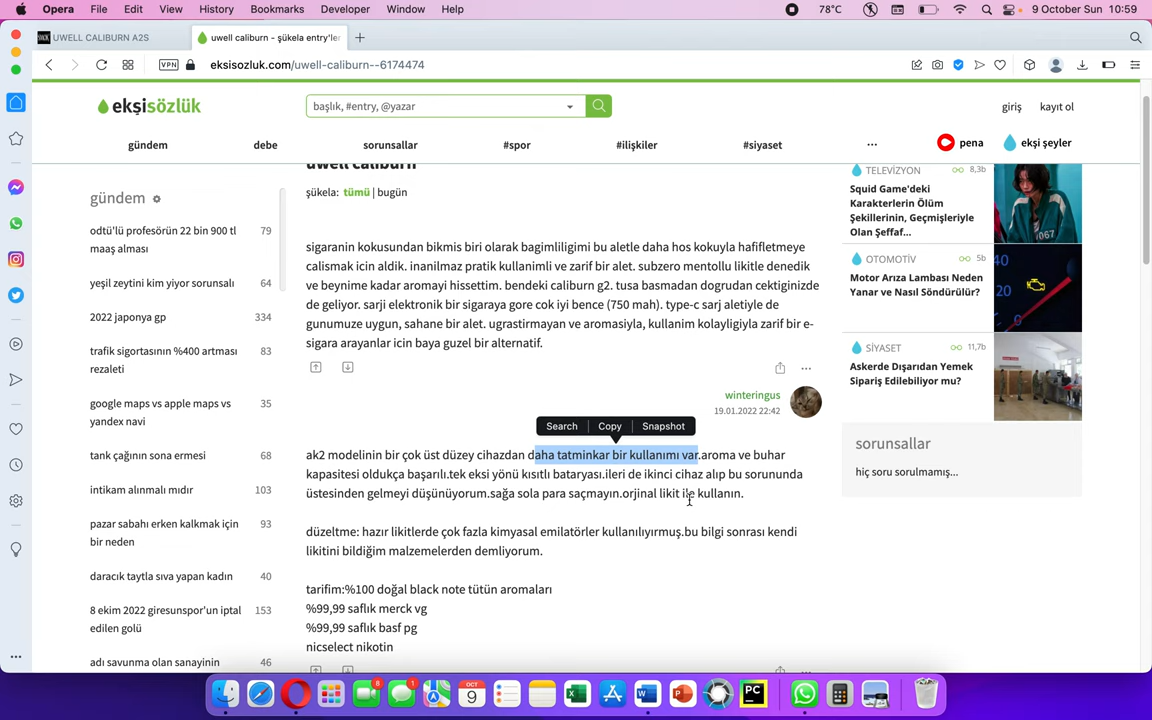 Opera File Edit View History Bookmarks Developer Window Help 78°C 9 October Sun 10:59
UWELL CALIBURN A2S
uwell caliburn - şükela entry'ler
VPN eksisozluk.com/uwell-caliburn--6174474
ekşisözlük
başlık, #entry, @yazar
giriş kayıt ol
gündem debe sorunsallar #spor #ilişkiler #siyaset ... pena ekşi şeyler
gündem
odtü'lü profesörün 22 bin 900 tl 79
maaş alması
yeşil zeytini kim yiyor sorunsalı 64
2022 japonya gp 334
trafik sigortasının %400 artması 83
rezaleti
google maps vs apple maps vs 35
yandex navi
tank çağının sona ermesi 68
intikam alınmalı mıdır 103
pazar sabahı erken kalkmak için 93
bir neden
daracık taytla sıva yapan kadın 40
8 ekim 2022 giresunspor'un iptal 153
edilen golü
adı savunma olan sanayinin 46
uwell caliburn
şükela: tümü | bugün
sigaranin kokusundan bikmis biri olarak bagimliligimi bu aletle daha hos kokuyla hafifletmeye
calismak icin aldik. inanilmaz pratik kullanimli ve zarif bir alet. subzero mentollu likitle denedik
ve beynime kadar aromayi hissettim. bendeki caliburn g2. tusa basmadan dogrudan cektiginizde
de geliyor. sarji elektronik bir sigaraya gore cok iyi bence (750 mah). type-c sarj aletiyle de
gunumuze uygun, sahane bir alet. ugrastirmayan ve aromasiyla, kullanim kolayligiyla zarif bir e-
sigara arayanlar icin baya guzel bir alternatif.
winteringus
19.01.2022 22:42
Search Copy Snapshot
ak2 modelinin bir çok üst düzey cihazdan daha tatminkar bir kullanımı var.aroma ve buhar
kapasitesi oldukça başarılı.tek eksi yönü kısıtlı bataryası.ileri de ikinci cihaz alıp bu sorununda
üstesinden gelmeyi düşünüyorum.sağa sola para saçmayın.orjinal likit ile kullanın.
düzeltme: hazır likitlerde çok fazla kimyasal emilatörler kullanılıyırmuş.bu bilgi sonrası kendi
likitini bildiğim malzemelerden demliyorum.
tarifim:%100 doğal black note tütün aromaları
%99,99 saflık merck vg
%99,99 saflık basf pg
nicselect nikotin
TELEVİZYON 8,3b
Squid Game'deki
Karakterlerin Ölüm
Şekillerinin, Geçmişleriyle
Olan Şeffaf...
OTOMOTİV 5b
Motor Arıza Lambası Neden
Yanar ve Nasıl Söndürülür?
SİYASET 11,7b
Askerde Dışarıdan Yemek
Sipariş Edilebiliyor mu?
sorunsallar
hiç soru sorulmamış...
8 1 OCT 9 PC